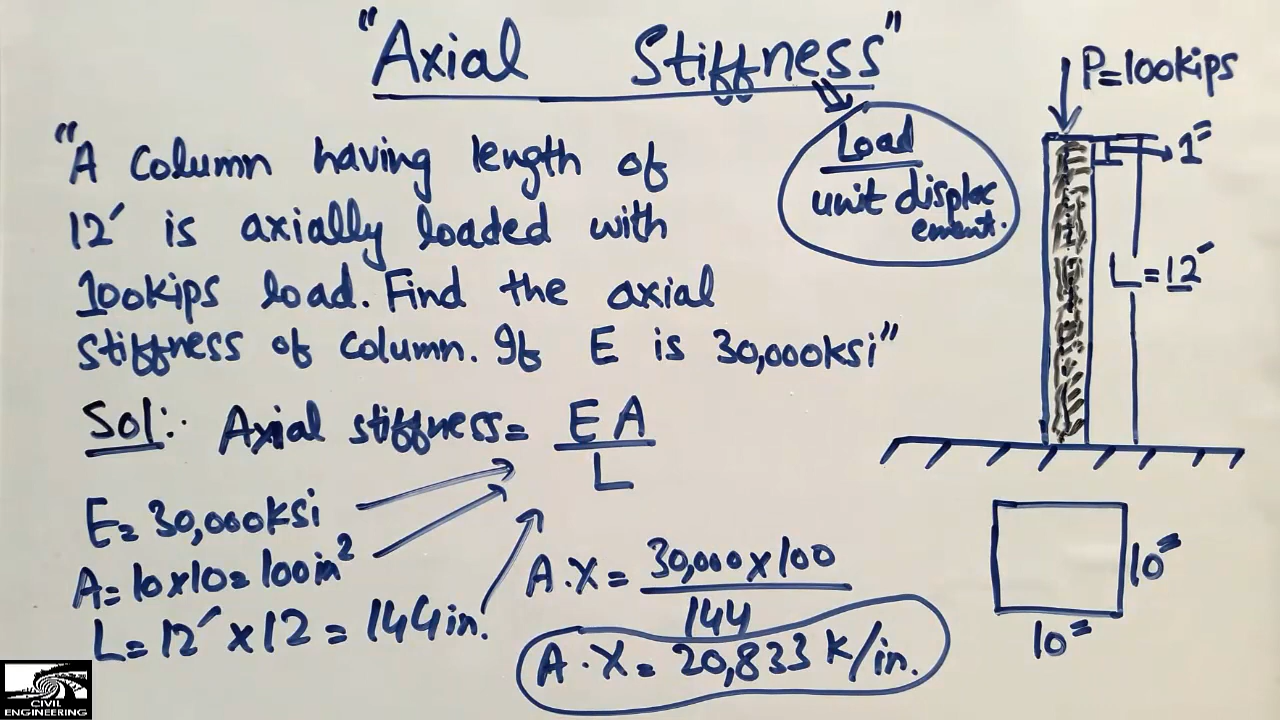 "Axial Stiffness"
Load
unit displac
ement.
P=100kips
1"
L=12'
"A column having length of
12' is axially loaded with
100kips load. Find the axial
stiffness of column. If E is 30,000ksi"
Sol:. Axial stiffness = EA
L
E= 30,000ksi
A= 10x10= 100in²
L= 12' x 12 = 144in.
A.X = 30,000 x 100
144
A.X = 20,833 k/in.
10"
10"
CIVIL
ENGINEERING